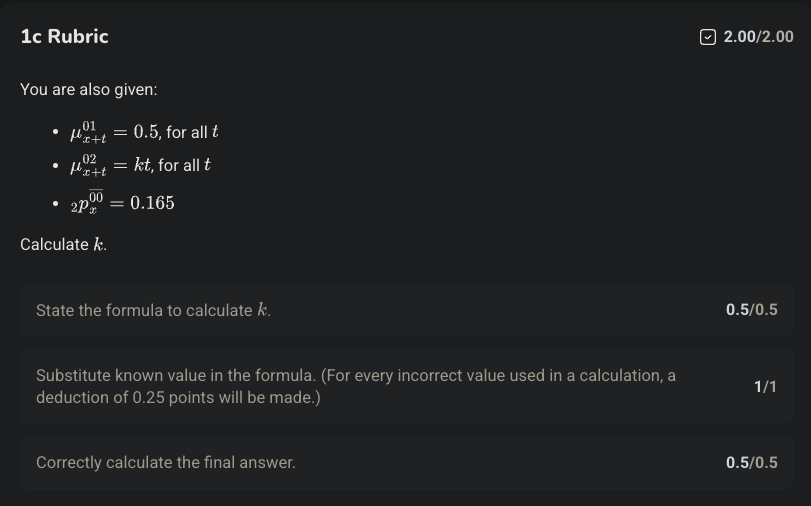 1c Rubric
2.00/2.00
You are also given:
• μ^{01}_{x+t} = 0.5, for all t
• μ^{02}_{x+t} = kt, for all t
• {}_2p^{\overline{00}}_x = 0.165
Calculate k.
State the formula to calculate k.
0.5/0.5
Substitute known value in the formula. (For every incorrect value used in a calculation, a
deduction of 0.25 points will be made.)
1/1
Correctly calculate the final answer.
0.5/0.5